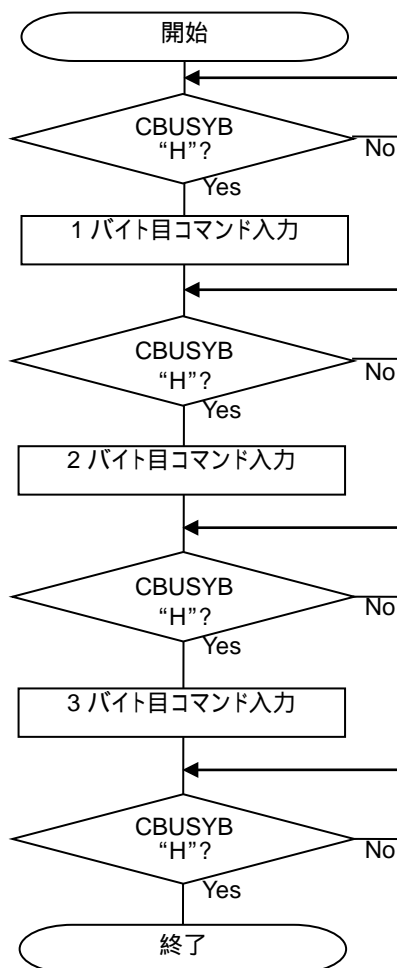 開始
CBUSYB
“H”?
No
Yes
1 バイト目コマンド入力
CBUSYB
“H”?
No
Yes
2 バイト目コマンド入力
CBUSYB
“H”?
No
Yes
3 バイト目コマンド入力
CBUSYB
“H”?
No
Yes
終了